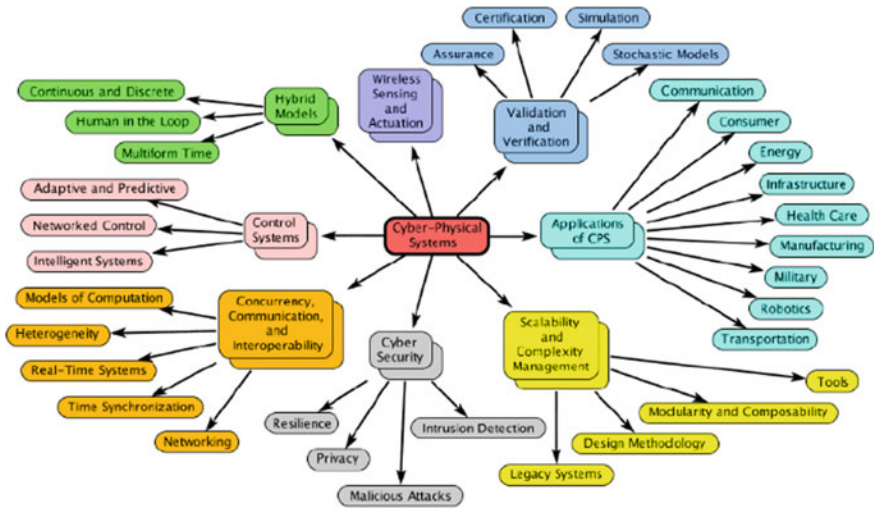 Certification
Simulation
Assurance
Stochastic Models
Wireless
Sensing
and
Actuation
Validation
and
Verification
Continuous and Discrete
Human in the Loop
Multiform Time
Hybrid
Models
Communication
Consumer
Energy
Infrastructure
Health Care
Manufacturing
Military
Robotics
Transportation
Adaptive and Predictive
Networked Control
Intelligent Systems
Control
Systems
Cyber-Physical
Systems
Applications
of CPS
Models of Computation
Heterogeneity
Real-Time Systems
Time Synchronization
Networking
Concurrency,
Communication,
and
Interoperability
Cyber
Security
Resilience
Privacy
Malicious Attacks
Intrusion Detection
Scalability
and
Complexity
Management
Tools
Modularity and Composability
Design Methodology
Legacy Systems